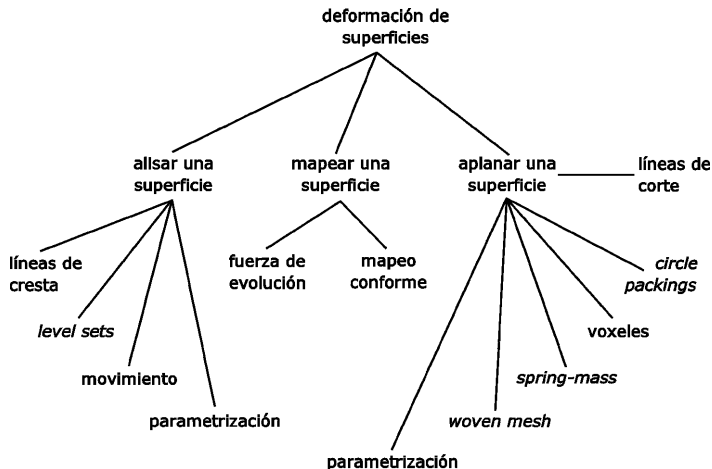 deformación de
superficies
alisar una
superficie
mapear una
superficie
aplanar una
superficie
líneas de
corte
líneas de
cresta
level sets
movimiento
parametrización
fuerza de
evolución
mapeo
conforme
circle
packings
voxeles
spring-mass
woven mesh
parametrización